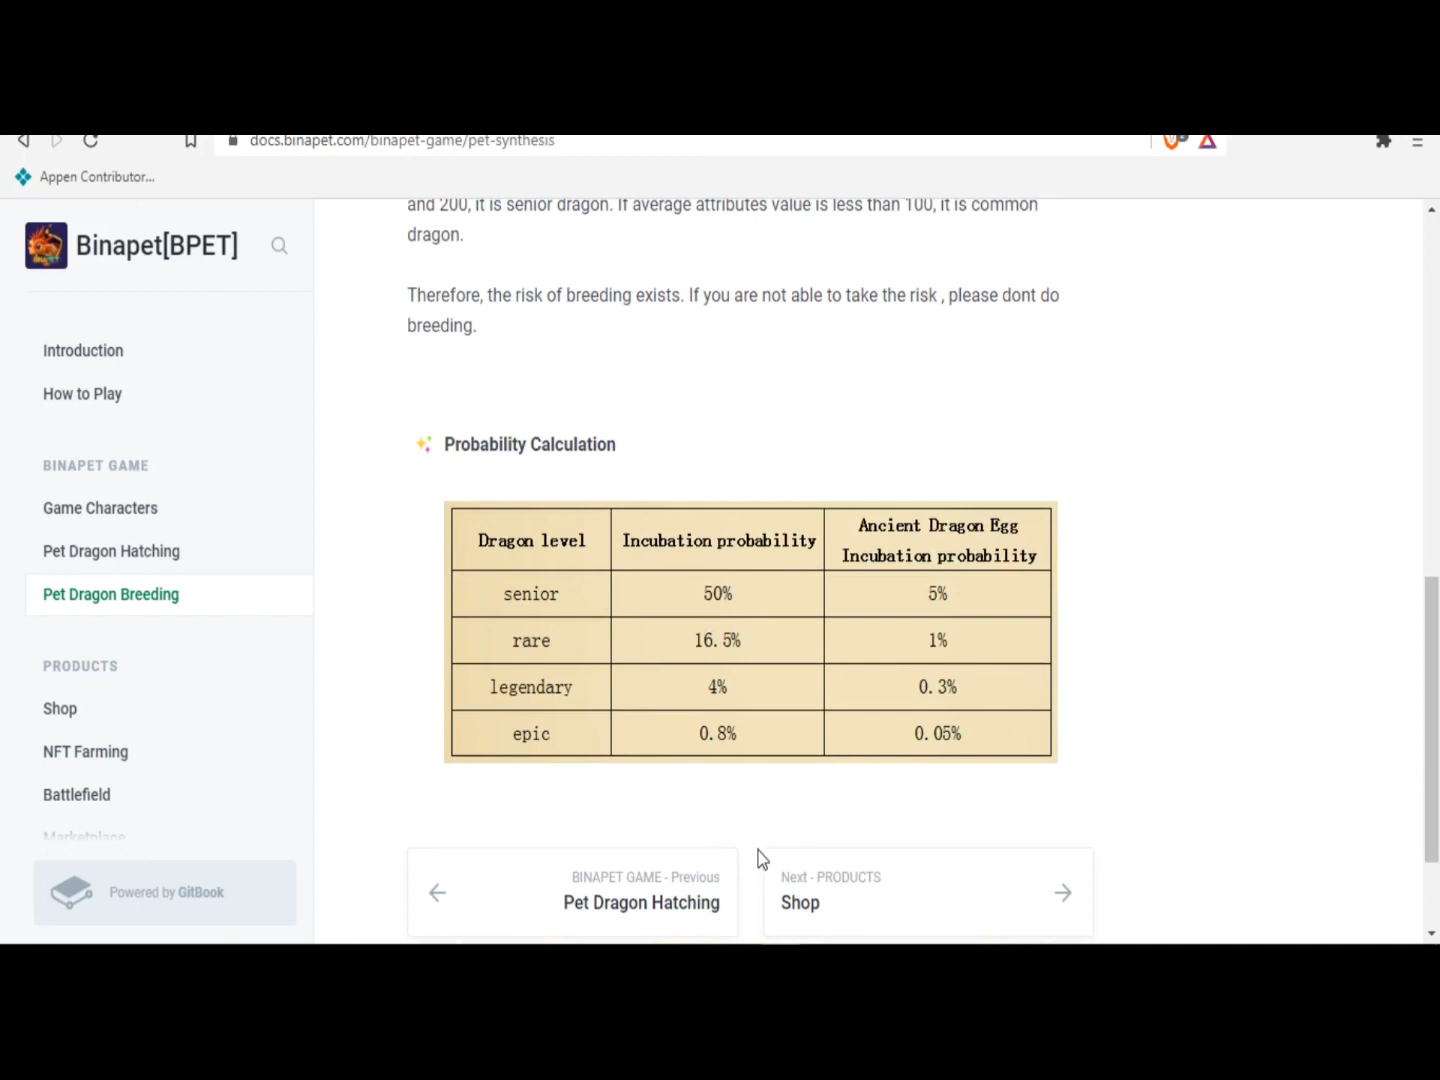 docs.binapet.com/binapet-game/pet-synthesis
Appen Contributor...
Binapet[BPET]
Introduction
How to Play
BINAPET GAME
Game Characters
Pet Dragon Hatching
Pet Dragon Breeding
PRODUCTS
Shop
NFT Farming
Battlefield
Marketplace
Powered by GitBook
and 200, it is senior dragon. If average attributes value is less than 100, it is common
dragon.
Therefore, the risk of breeding exists. If you are not able to take the risk , please dont do
breeding.
Probability Calculation
Dragon level Incubation probability Ancient Dragon Egg Incubation probability
senior 50% 5%
rare 16.5% 1%
legendary 4% 0.3%
epic 0.8% 0.05%
BINAPET GAME - Previous
Pet Dragon Hatching
Next - PRODUCTS
Shop